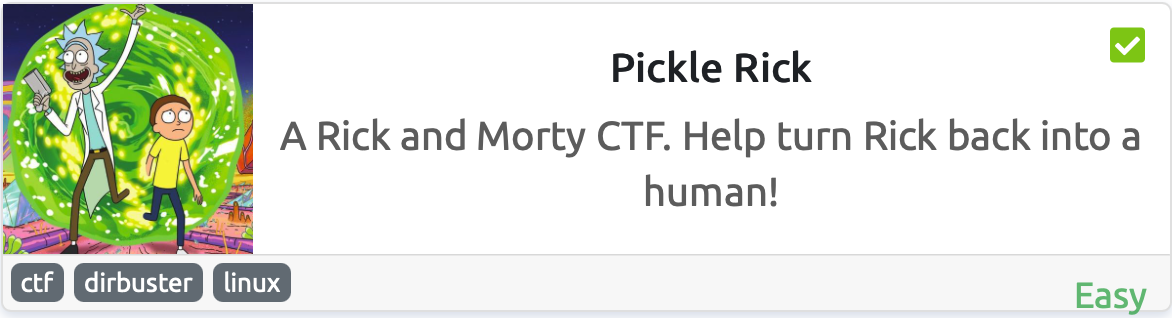 Pickle Rick
A Rick and Morty CTF. Help turn Rick back into a
human!
ctf dirbuster linux
Easy